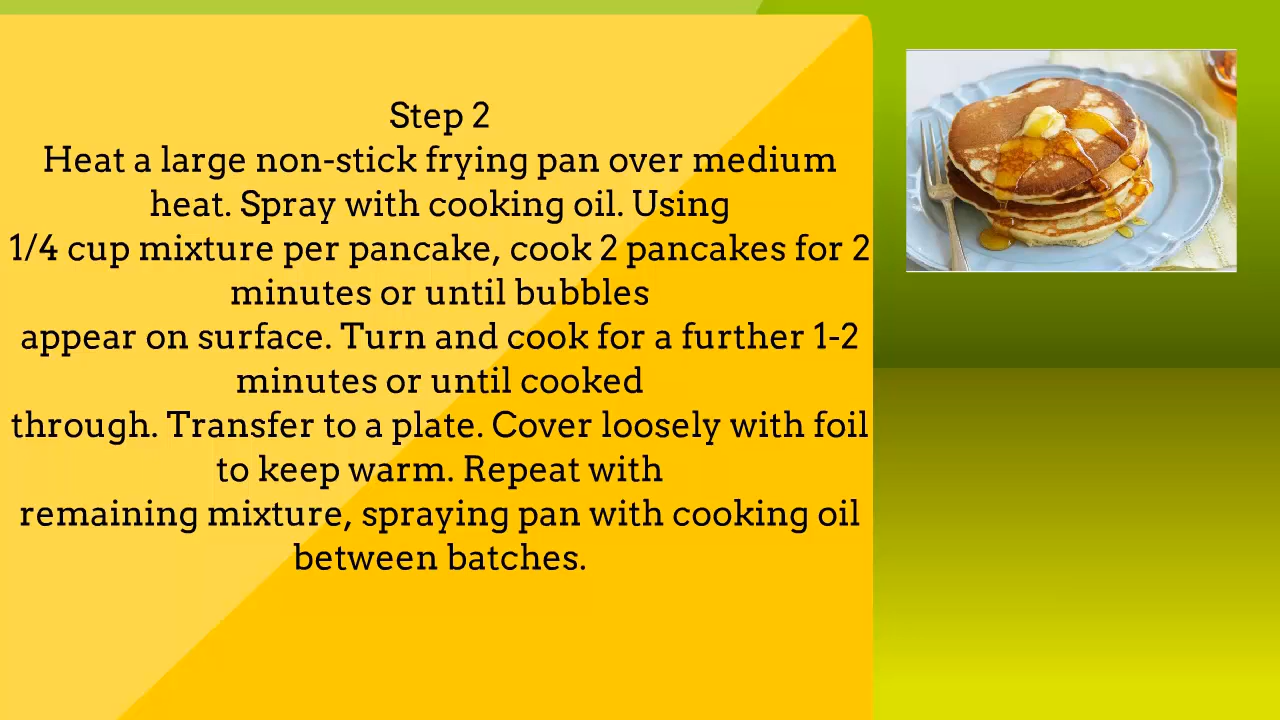 Step 2
Heat a large non-stick frying pan over medium
heat. Spray with cooking oil. Using
1/4 cup mixture per pancake, cook 2 pancakes for 2
minutes or until bubbles
appear on surface. Turn and cook for a further 1-2
minutes or until cooked
through. Transfer to a plate. Cover loosely with foil
to keep warm. Repeat with
remaining mixture, spraying pan with cooking oil
between batches.